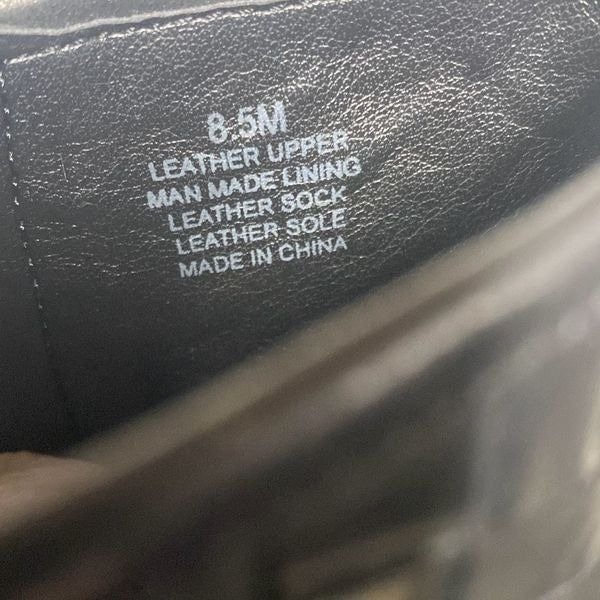 8.5M
LEATHER UPPER
MAN MADE LINING
LEATHER SOCK
LEATHER SOLE
MADE IN CHINA